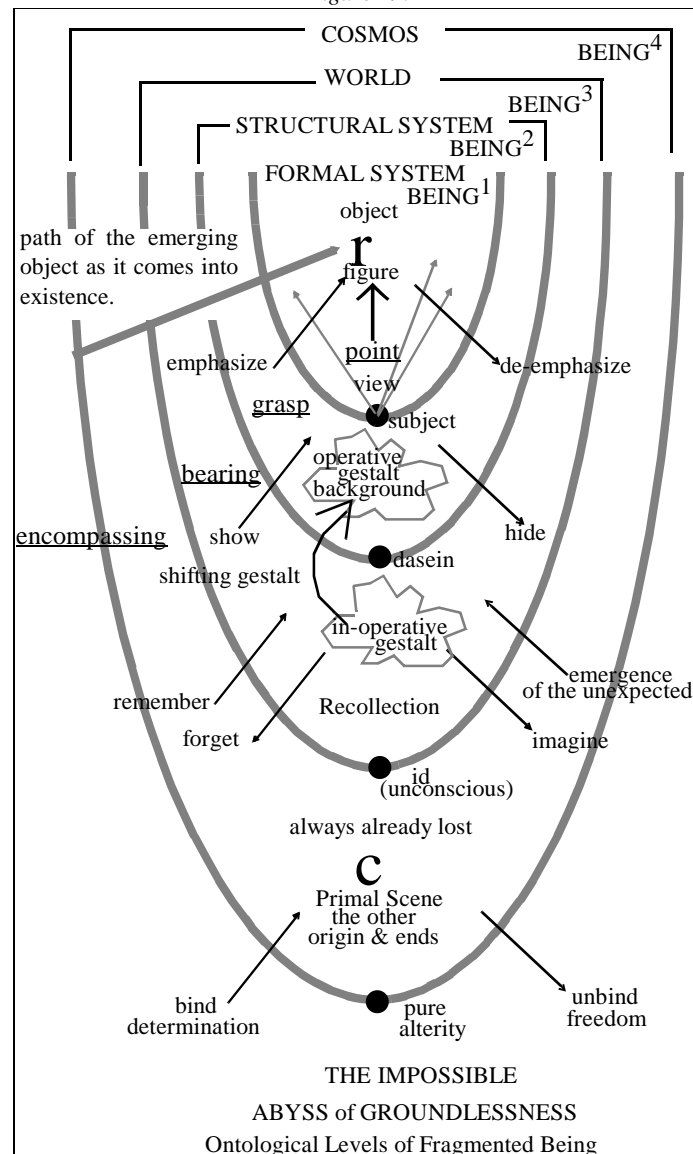 COSMOS
BEING4
WORLD
BEING3
STRUCTURAL SYSTEM
BEING2
FORMAL SYSTEM
BEING1
object
path of the emerging
object as it comes into
existence.
r
figure
emphasize
point
de-emphasize
view
grasp
subject
operative
gestalt
background
bearing
encompassing
show
hide
dasein
shifting gestalt
in-operative
gestalt
emergence
of the unexpected
remember
Recollection
forget
imagine
id
(unconscious)
always already lost
c
Primal Scene
the other
origin & ends
bind
determination
unbind
freedom
pure
alterity
THE IMPOSSIBLE
ABYSS of GROUNDLESSNESS
Ontological Levels of Fragmented Being